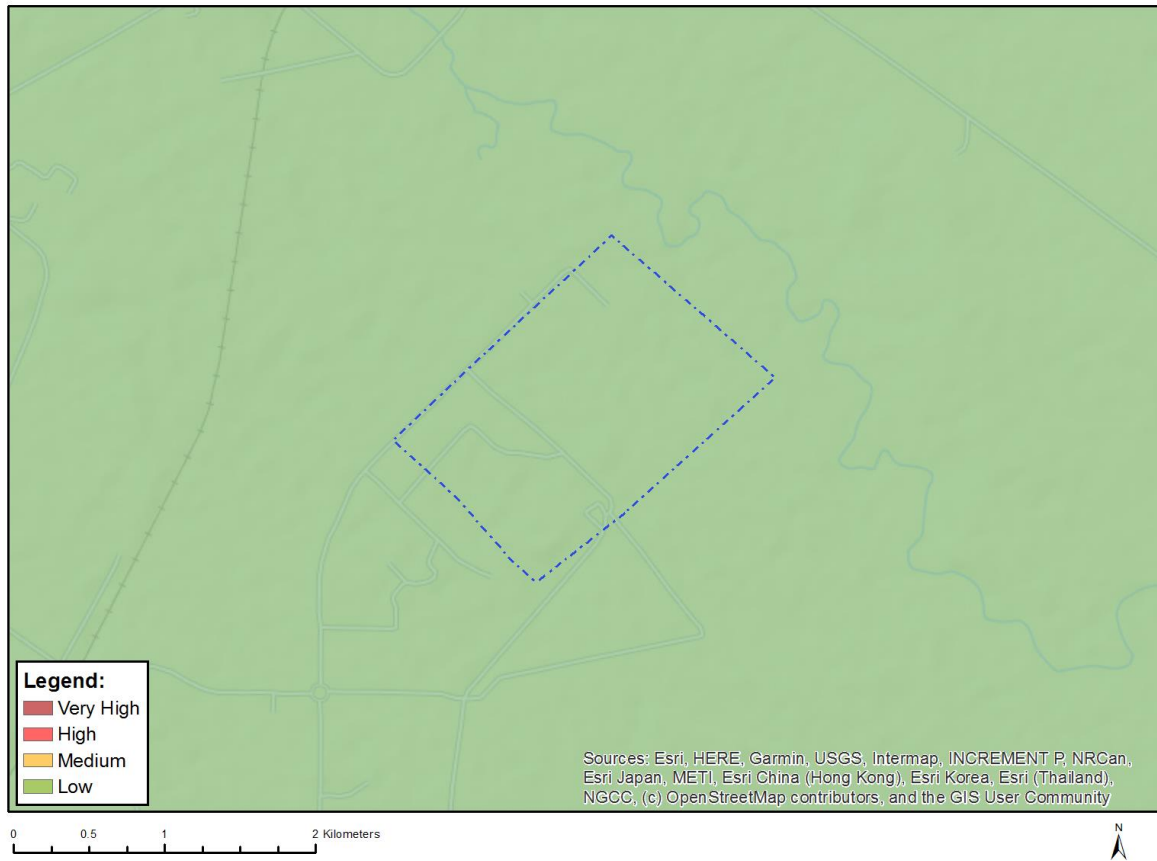 Legend:
Very High
High
Medium
Low
Sources: Esri, HERE, Garmin, USGS, Intermap, INCREMENT P, NRCan,
Esri Japan, METI, Esri China (Hong Kong), Esri Korea, Esri (Thailand),
NGCC, (c) OpenStreetMap contributors, and the GIS User Community
0 0.5 1 2 Kilometers
N